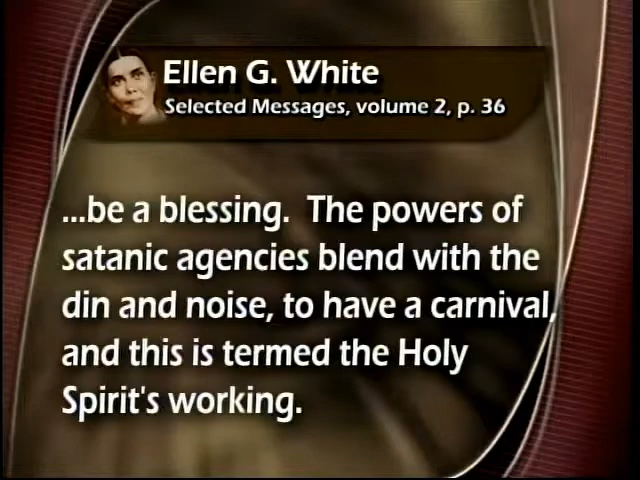 Ellen G. White
Selected Messages, volume 2, p. 36
...be a blessing. The powers of
satanic agencies blend with the
din and noise, to have a carnival,
and this is termed the Holy
Spirit's working.